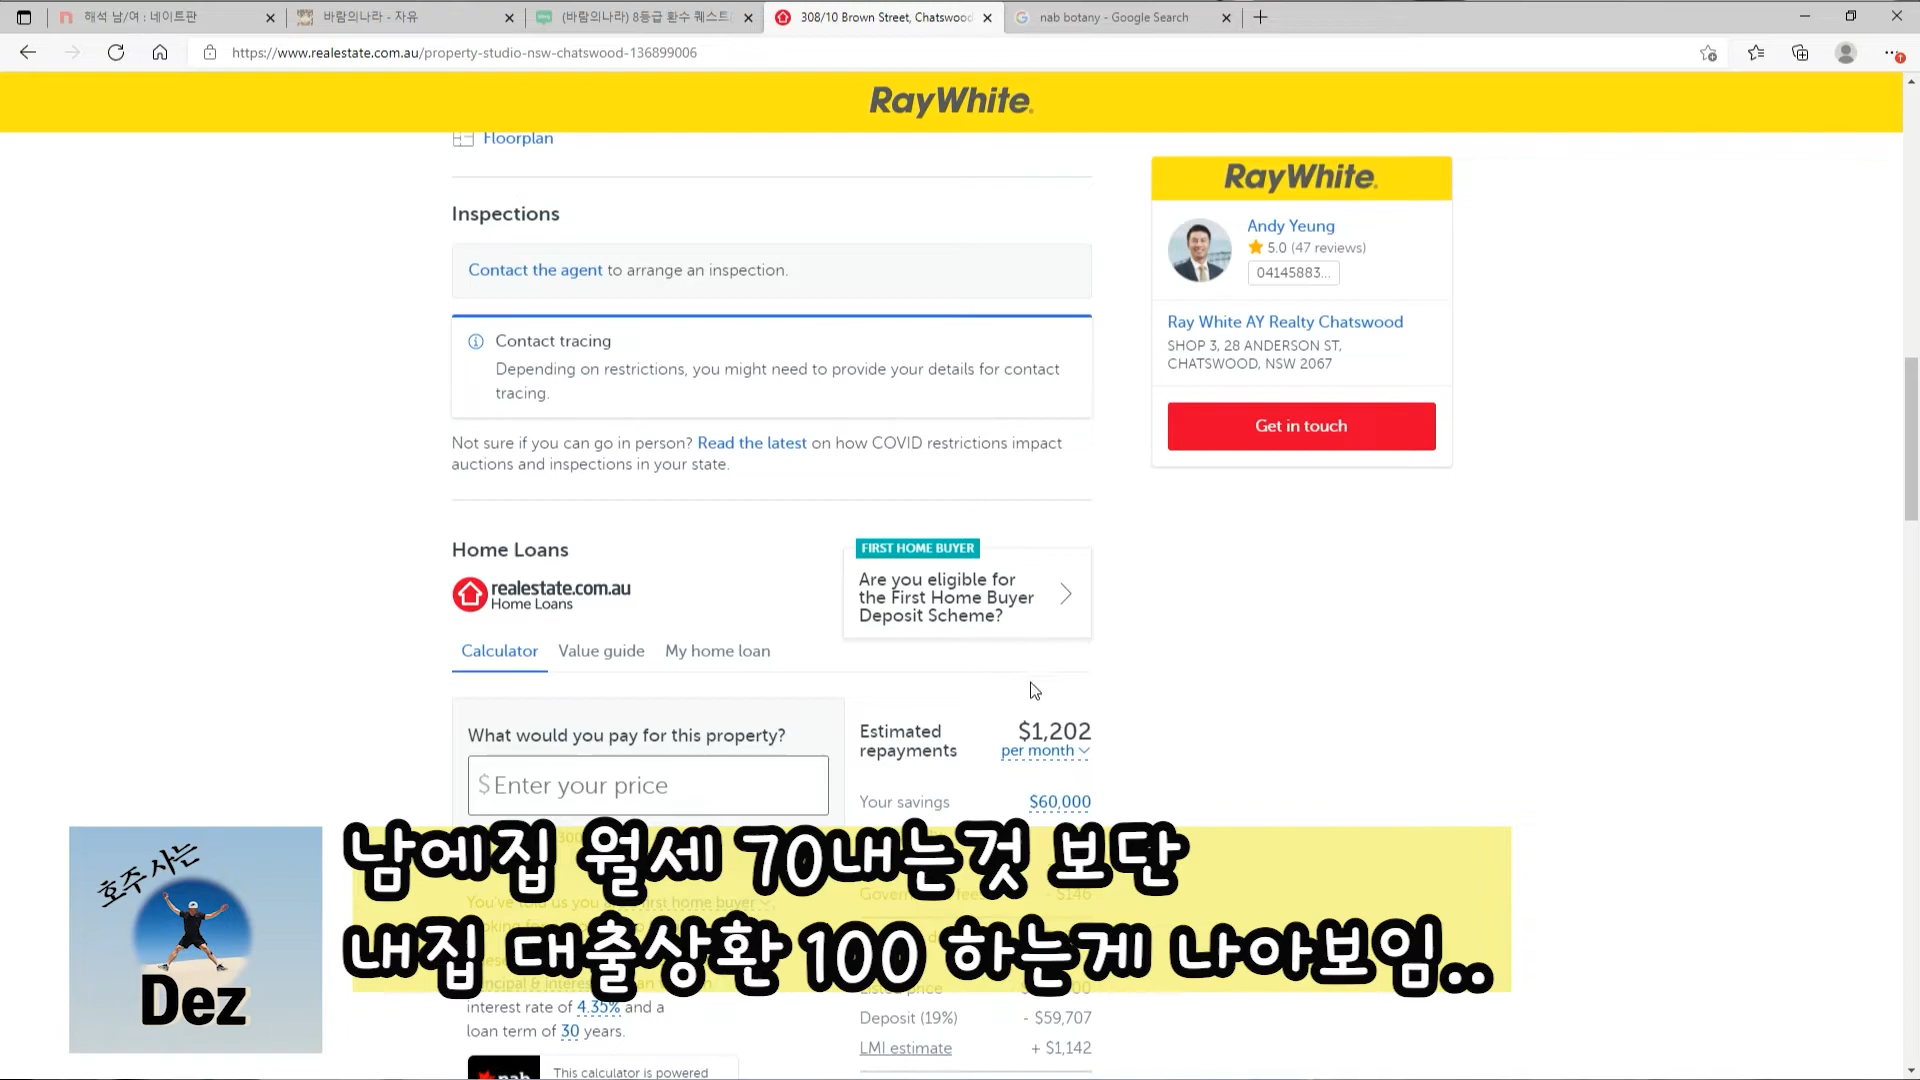 해석 남/여 : 네이트판
바람의나라 - 자유
(바람의나라) 8등급 환수 퀘스트
308/10 Brown Street, Chatswood
nab botany - Google Search
https://www.realestate.com.au/property-studio-nsw-chatswood-136899006
RayWhite.
Floorplan
Inspections
Contact the agent to arrange an inspection.
Contact tracing
Depending on restrictions, you might need to provide your details for contact
tracing.
Not sure if you can go in person? Read the latest on how COVID restrictions impact
auctions and inspections in your state.
RayWhite.
Andy Yeung
5.0 (47 reviews)
04145883...
Ray White AY Realty Chatswood
SHOP 3, 28 ANDERSON ST,
CHATSWOOD, NSW 2067
Get in touch
Home Loans
realestate.com.au
Home Loans
FIRST HOME BUYER
Are you eligible for
the First Home Buyer
Deposit Scheme?
Calculator
Value guide
My home loan
What would you pay for this property?
$ Enter your price
Estimated
repayments
$1,202
per month
Your savings
$60,000
남에집 월세 70내는것 보단
내집 대출상환 100 하는게 나아보임..
호주 사는
Dez
$146
interest rate of 4.35% and a
loan term of 30 years.
Deposit (19%)
- $59,707
LMI estimate
+ $1,142
nab
This calculator is powered